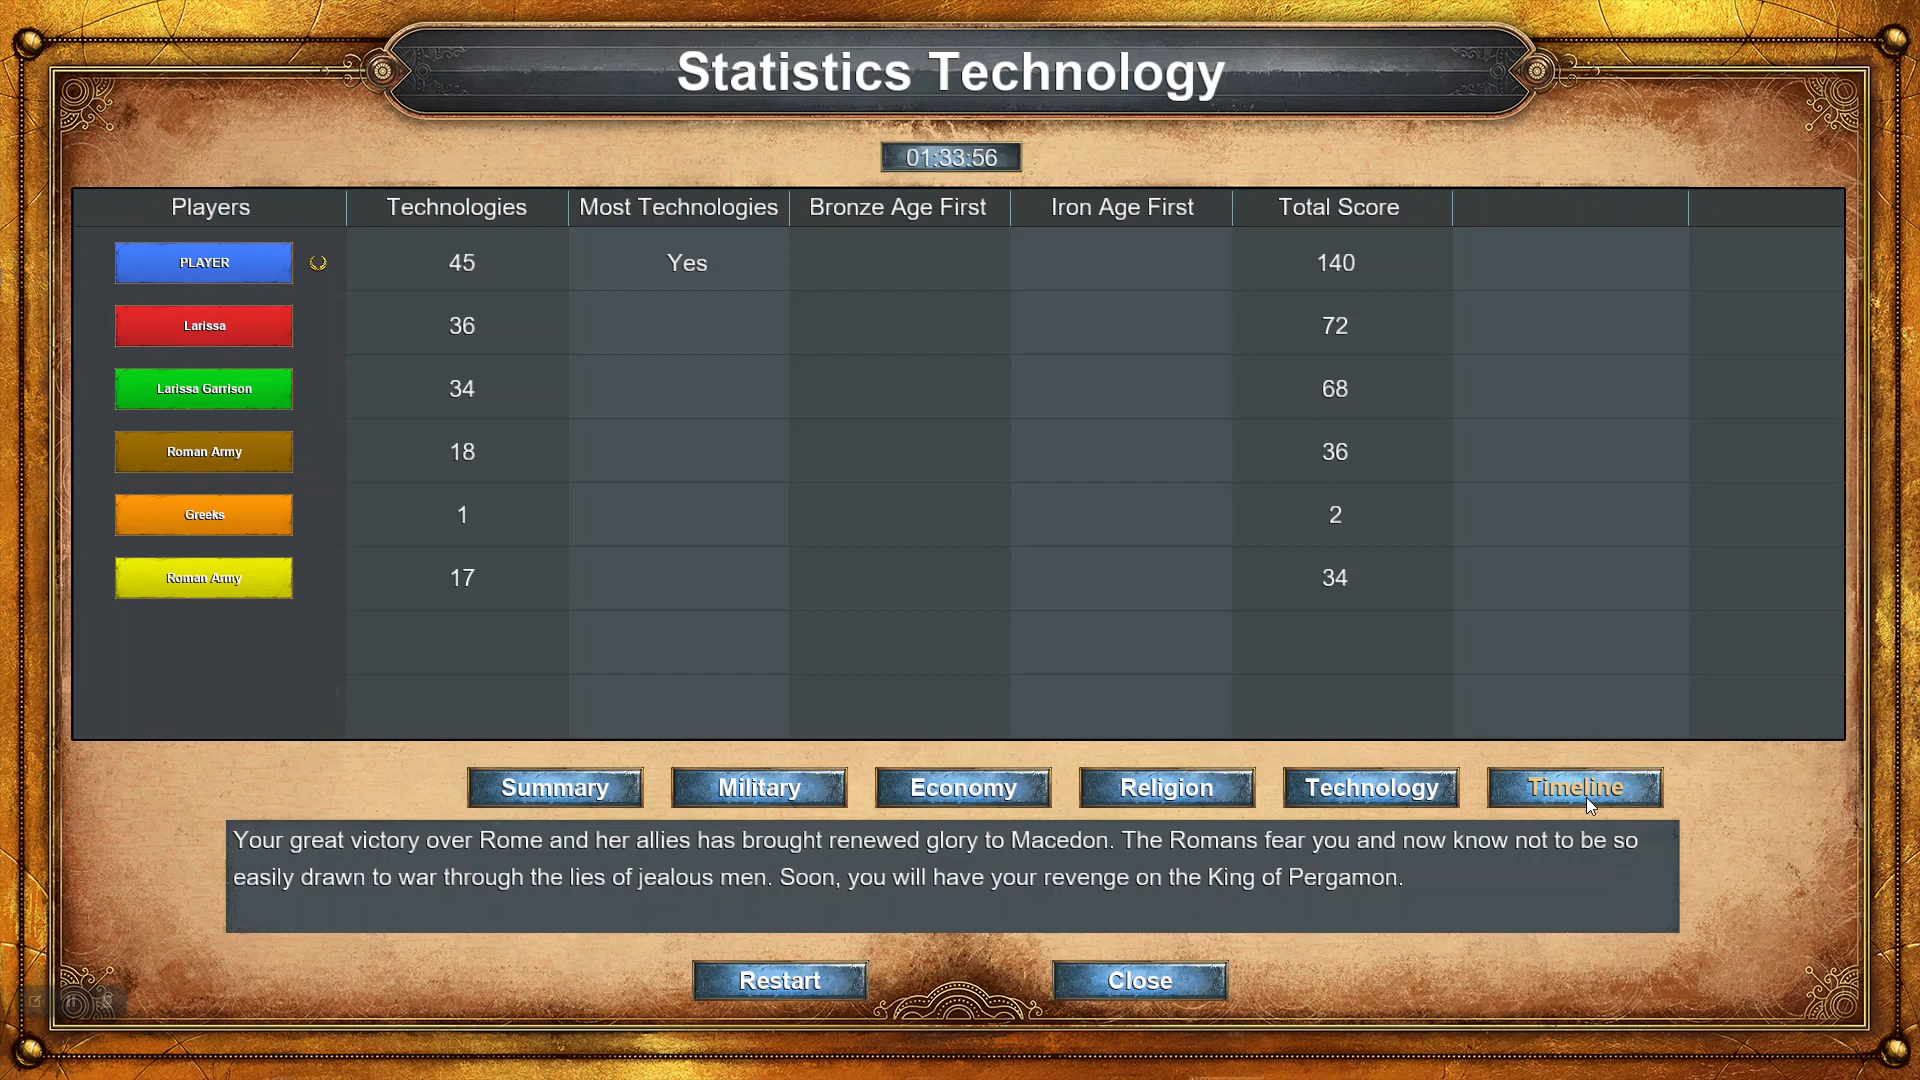 Statistics Technology
01:33:56
Players Technologies Most Technologies Bronze Age First Iron Age First Total Score
PLAYER 45 Yes 140
Larissa 36 72
Larissa Garrison 34 68
Roman Army 18 36
Greeks 1 2
Roman Army 17 34
Summary Military Economy Religion Technology Timeline
Your great victory over Rome and her allies has brought renewed glory to Macedon. The Romans fear you and now know not to be so
easily drawn to war through the lies of jealous men. Soon, you will have your revenge on the King of Pergamon.
Restart Close